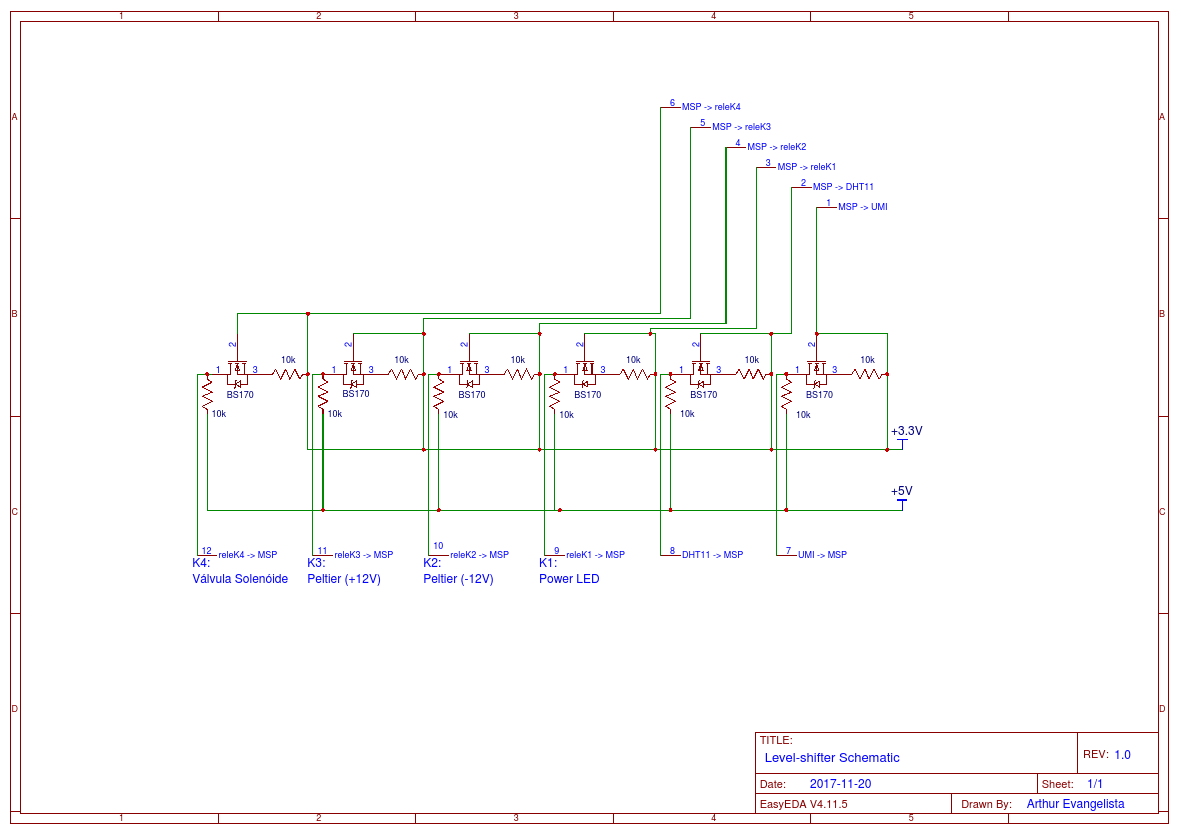 1 2 3 4 5
A A
6 MSP -> releK4
5 MSP -> releK3
4 MSP -> releK2
3 MSP -> releK1
2 MSP -> DHT11
1 MSP -> UMI
B B
2 2 2 2 2 2
10k 10k 10k 10k 10k 10k
1 3 1 3 1 3 1 3 1 3 1 3
BS170 BS170 BS170 BS170 BS170 BS170
10k 10k 10k 10k 10k 10k
+3.3V
+5V
C C
12 releK4 -> MSP 11 releK3 -> MSP 10 releK2 -> MSP 9 releK1 -> MSP 8 DHT11 -> MSP 7 UMI -> MSP
K4: K3: K2: K1:
Válvula Solenóide Peltier (+12V) Peltier (-12V) Power LED
D D
TITLE:
Level-shifter Schematic
REV: 1.0
Date: 2017-11-20
Sheet: 1/1
EasyEDA V4.11.5
Drawn By: Arthur Evangelista
1 2 3 4 5